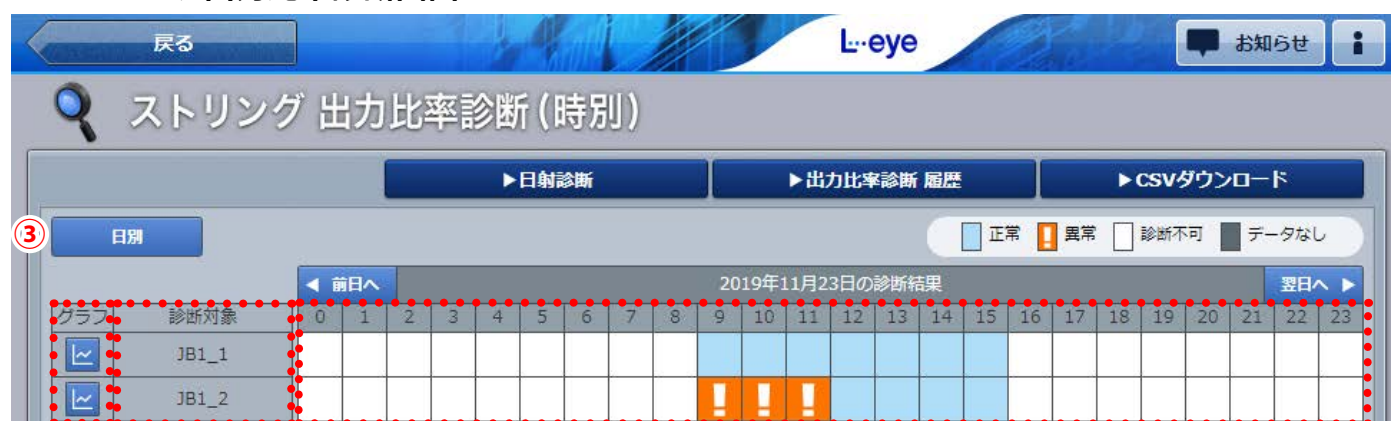 戻る
L・eye
お知らせ
i
ストリング 出力比率診断(時別)
▶日射診断
▶出力比率診断 履歴
▶CSVダウンロード
③
日別
正常
! 異常
診断不可
データなし
◀ 前日へ
2019年11月23日の診断結果
翌日へ ▶
グラフ 診断対象 0 1 2 3 4 5 6 7 8 9 10 11 12 13 14 15 16 17 18 19 20 21 22 23
JB1_1
JB1_2 ! ! !